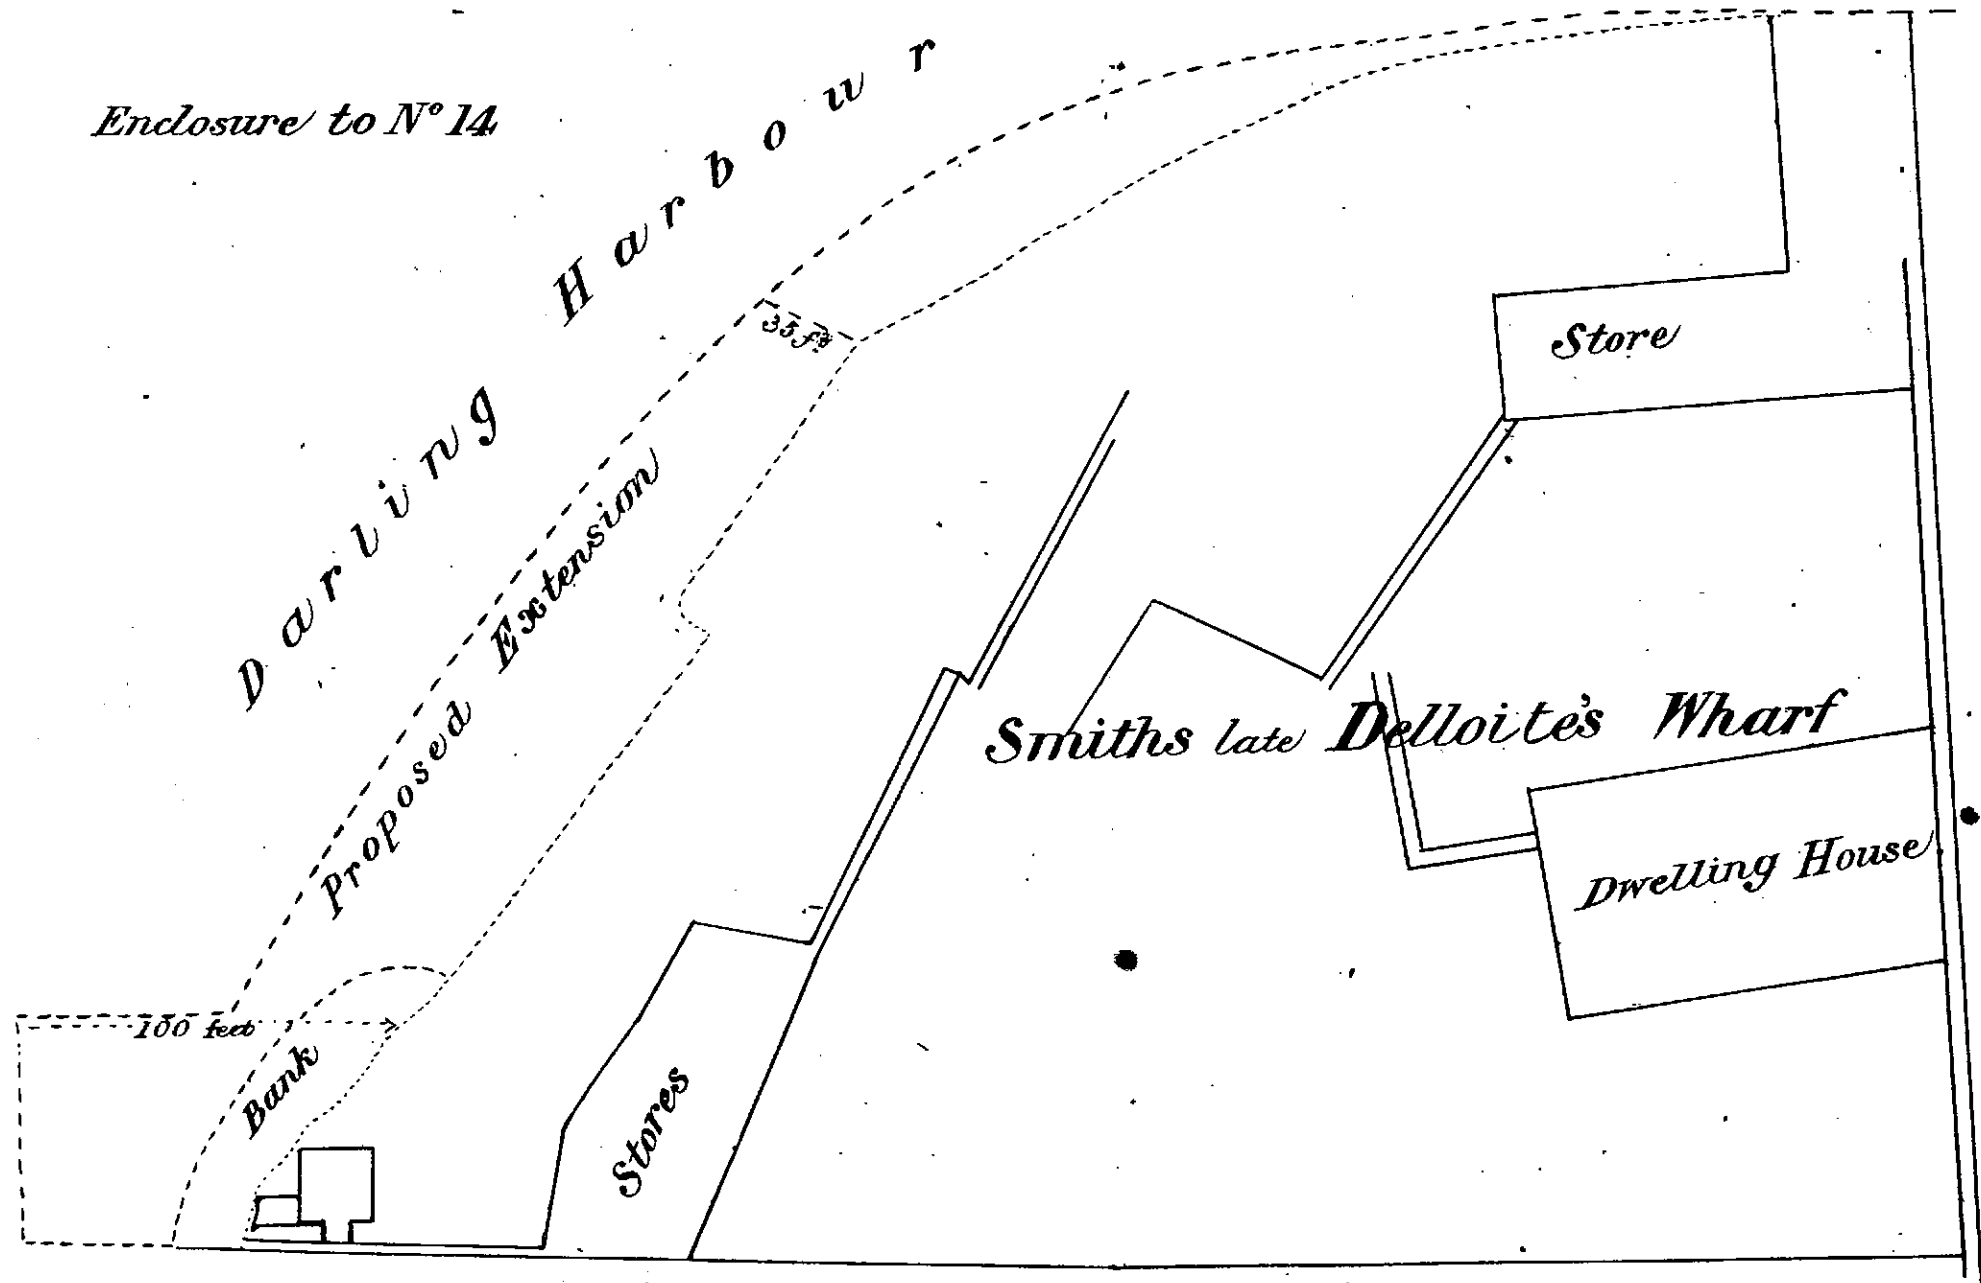 Enclosure to Nº 14
Darling Harbour
35 ft
Proposed Extension
Store
Smiths late Delloite's Wharf
Dwelling House
100 feet
Bank
Stores